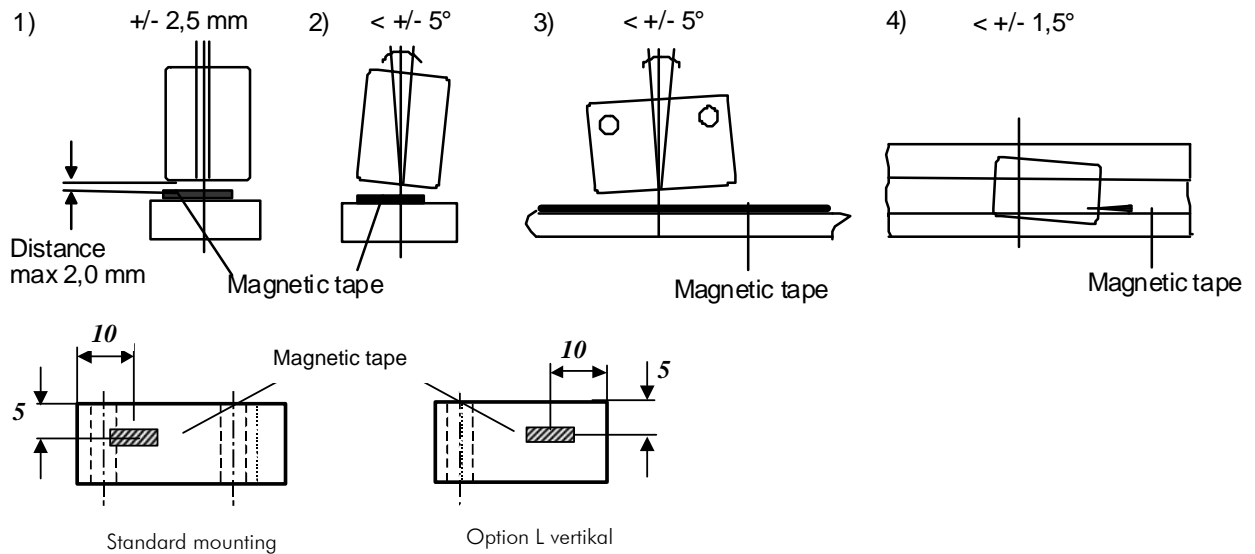 1)
+/- 2,5 mm
2)
< +/- 5°
3)
< +/- 5°
4)
< +/- 1,5°
Distance
max 2,0 mm
Magnetic tape
Magnetic tape
Magnetic tape
10
Magnetic tape
10
5
5
Standard mounting
Option L vertikal